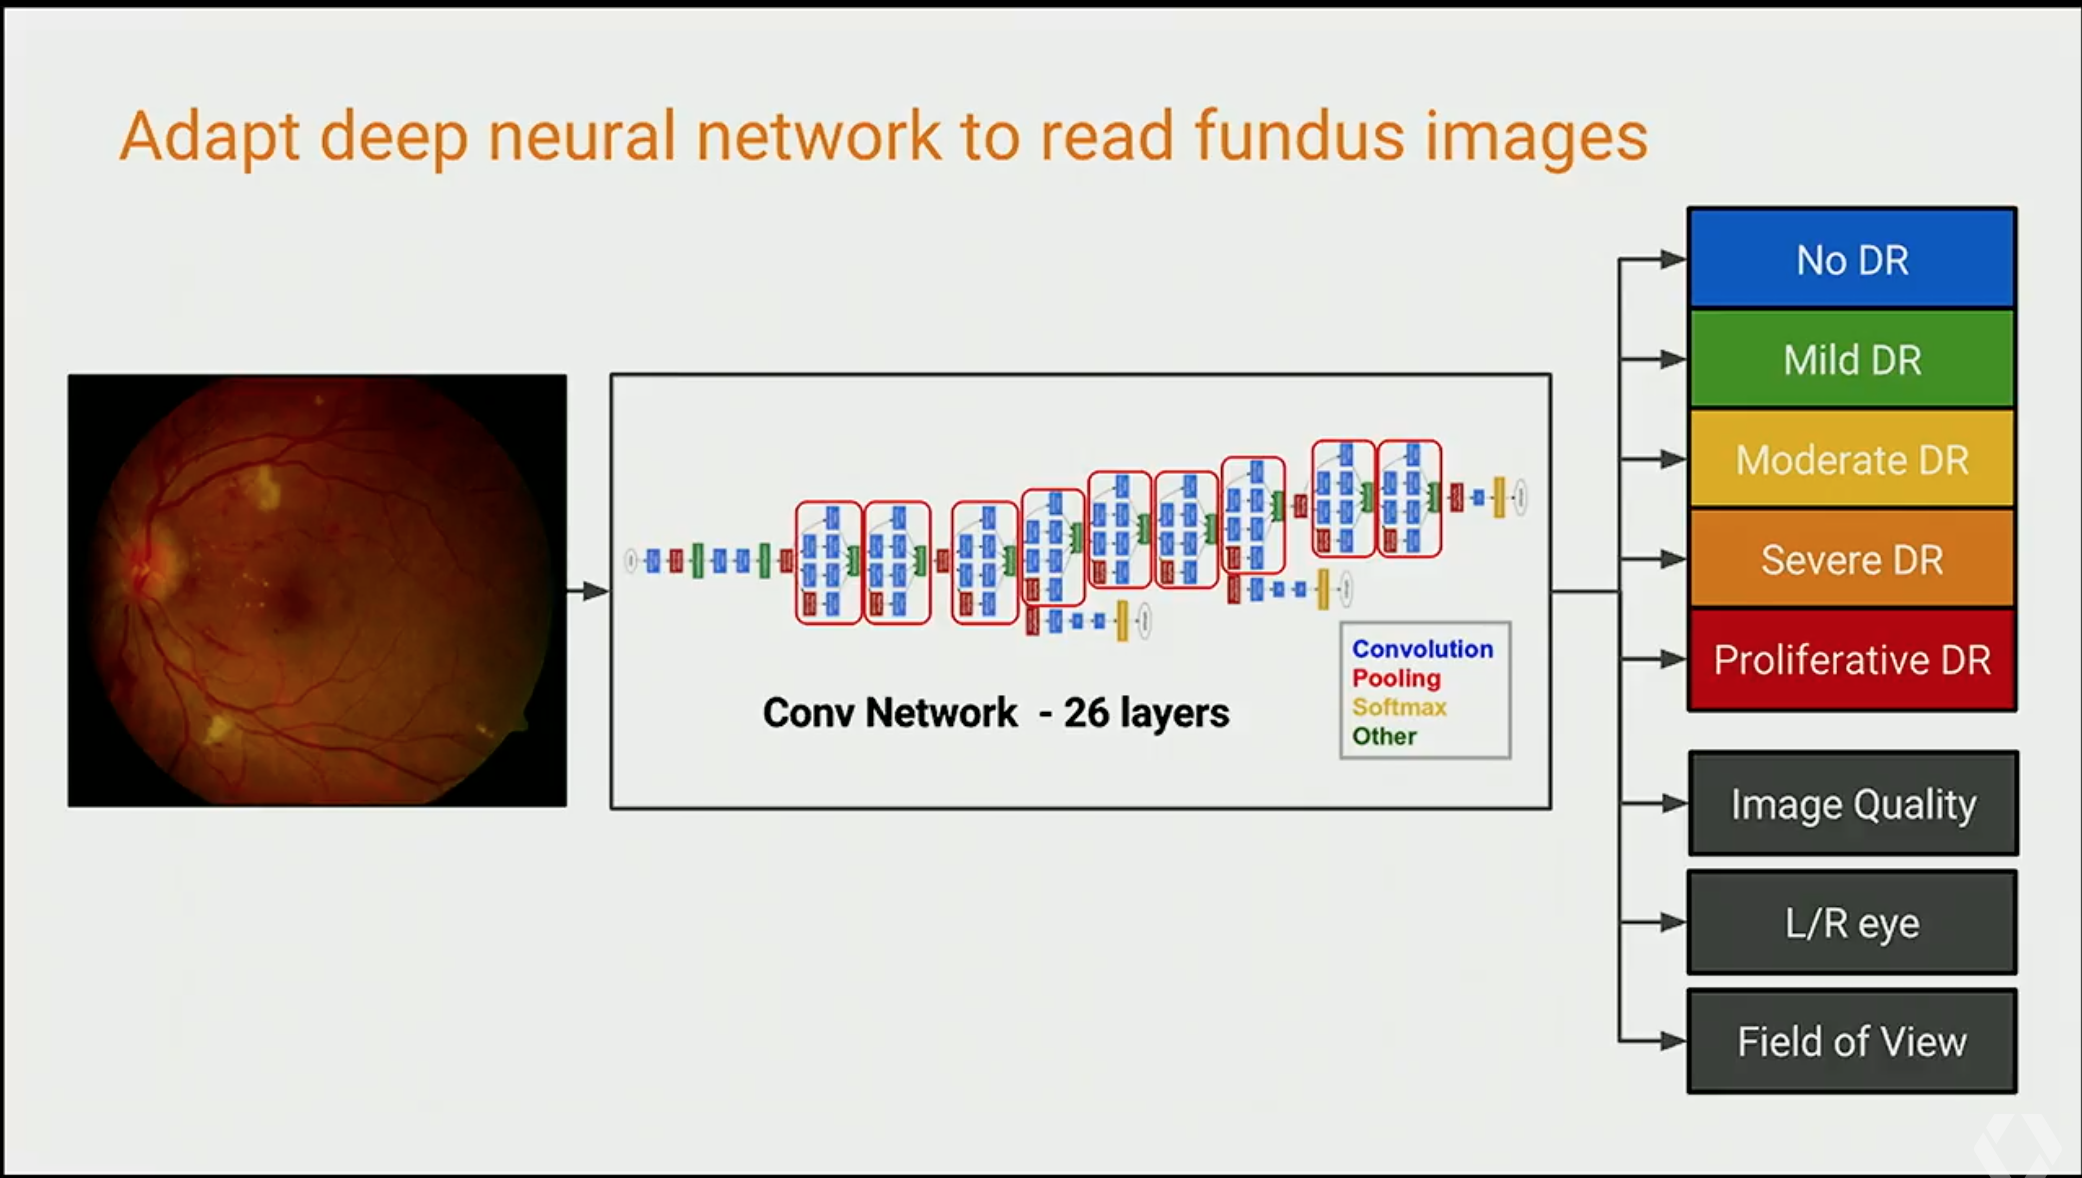 Adapt deep neural network to read fundus images
No DR
Mild DR
Moderate DR
Severe DR
Proliferative DR
Image Quality
L/R eye
Field of View
Convolution
Pooling
Softmax
Other
Conv Network - 26 layers